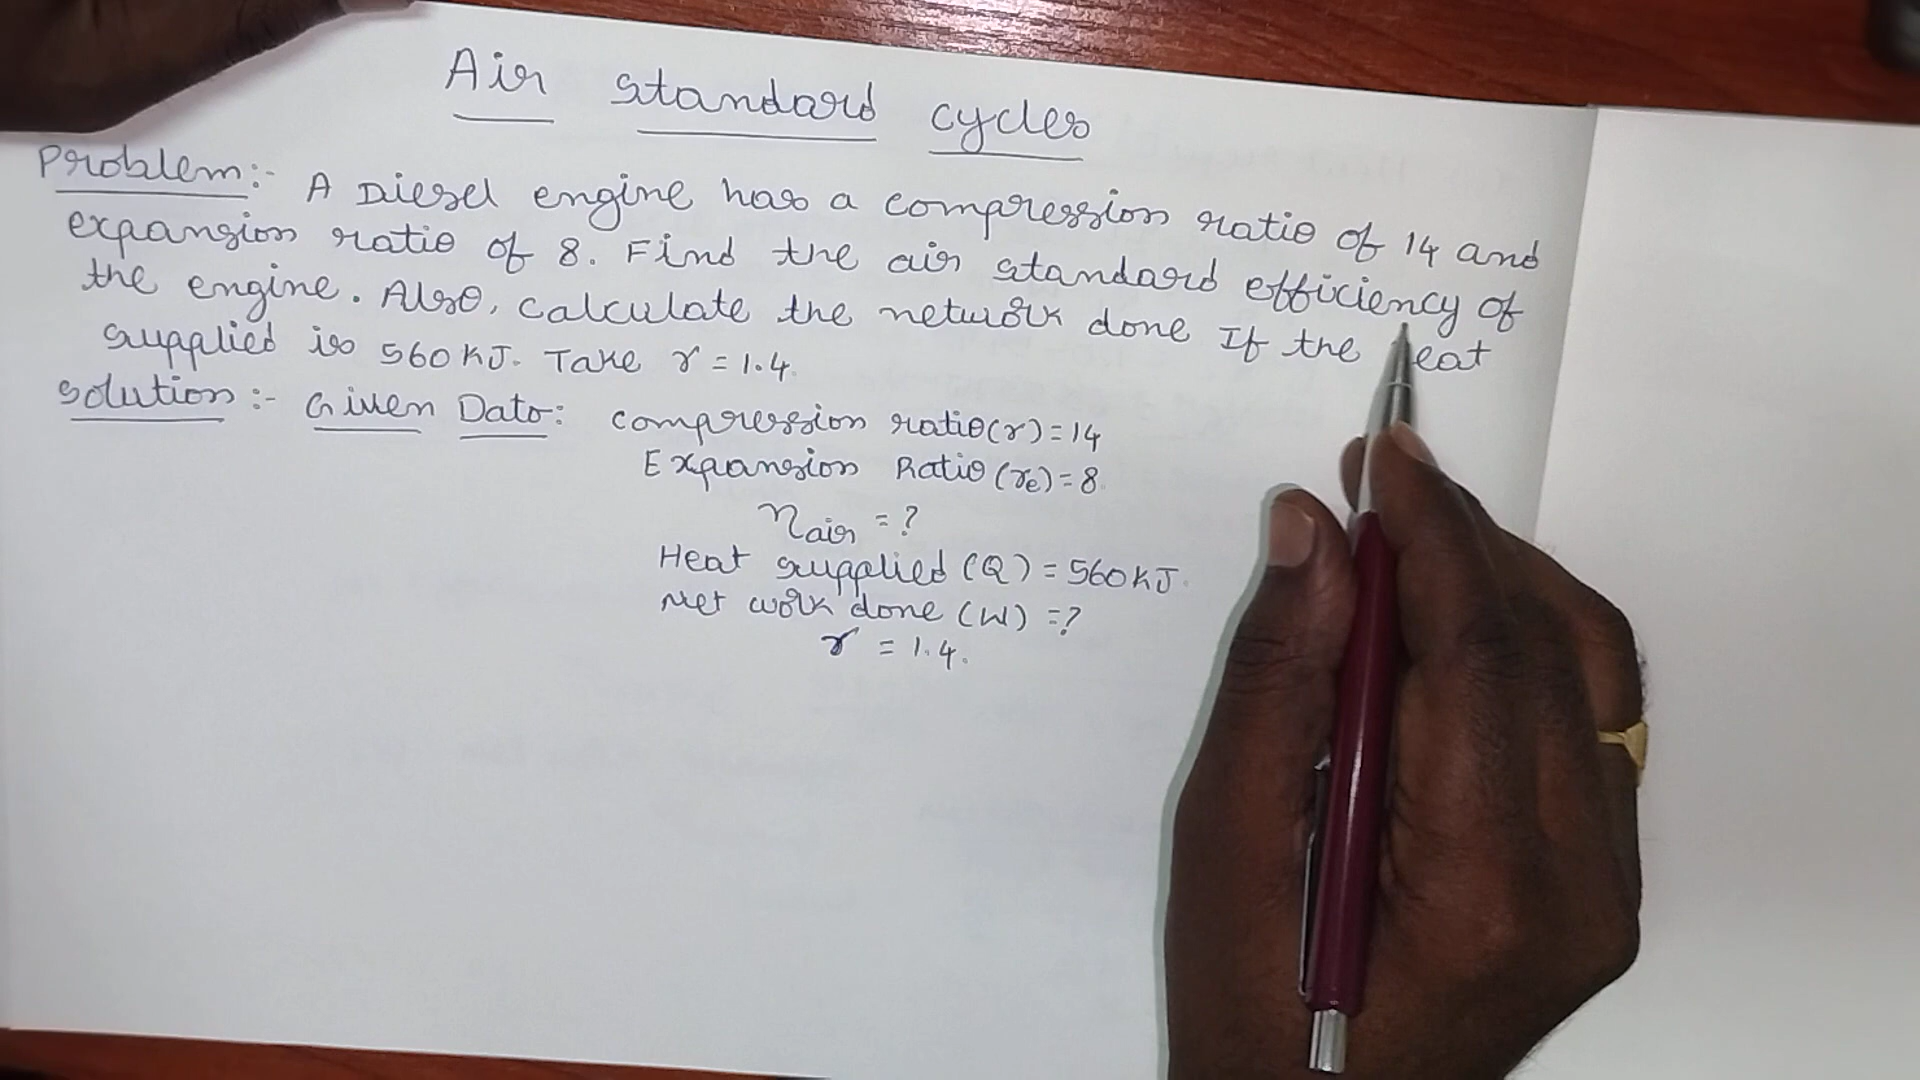 Air standard cycles
Problem:- A Diesel engine has a compression ratio of 14 and
expansion ratio of 8. Find the air standard efficiency of
the engine. Also, calculate the network done If the heat
supplied is 560 KJ. Take γ = 1.4.
Solution:- Given Data: compression ratio(r) = 14
Expansion Ratio (re) = 8.
ηair = ?
Heat supplied (Q) = 560 KJ.
Net work done (W) = ?
γ = 1.4.